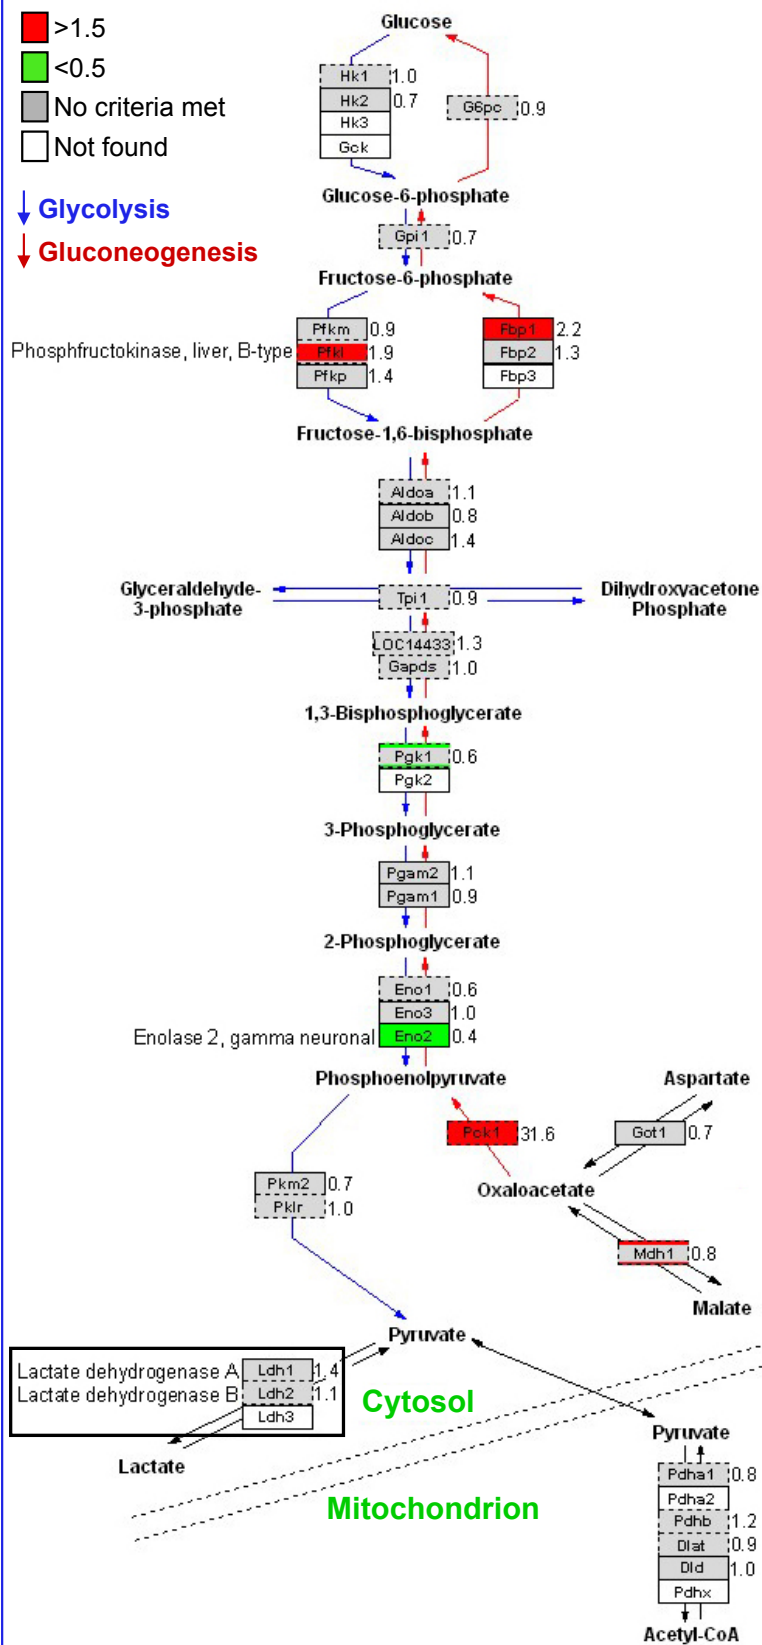 >1.5
<0.5
No criteria met
Not found
Glycolysis
Gluconeogenesis
Glucose
Hk1 1.0
Hk2 0.7
Hk3
Gck
G6pc 0.9
Glucose-6-phosphate
Gpi1 0.7
Fructose-6-phosphate
Pfkm 0.9
Phosphfructokinase, liver, B-type Pfkl 1.9
Pfkp 1.4
Fbp1 2.2
Fbp2 1.3
Fbp3
Fructose-1,6-bisphosphate
Aldoa 1.1
Aldob 0.8
Aldoc 1.4
Glyceraldehyde-
3-phosphate
Tpi1 0.9
Dihydroxyacetone
Phosphate
LOC14433 1.3
Gapds 1.0
1,3-Bisphosphoglycerate
Pgk1 0.6
Pgk2
3-Phosphoglycerate
Pgam2 1.1
Pgam1 0.9
2-Phosphoglycerate
Eno1 0.6
Eno3 1.0
Enolase 2, gamma neuronal Eno2 0.4
Phosphoenolpyruvate
Aspartate
Pck1 31.6
Got1 0.7
Oxaloacetate
Pkm2 0.7
Pklr 1.0
Mdh1 0.8
Malate
Pyruvate
Lactate dehydrogenase A Ldh1 1.4
Lactate dehydrogenase B Ldh2 1.1
Ldh3
Cytosol
Lactate
Mitochondrion
Pyruvate
Pdha1 0.8
Pdha2
Pdhb 1.2
Dlat 0.9
Dld 1.0
Pdhx
Acetyl-CoA